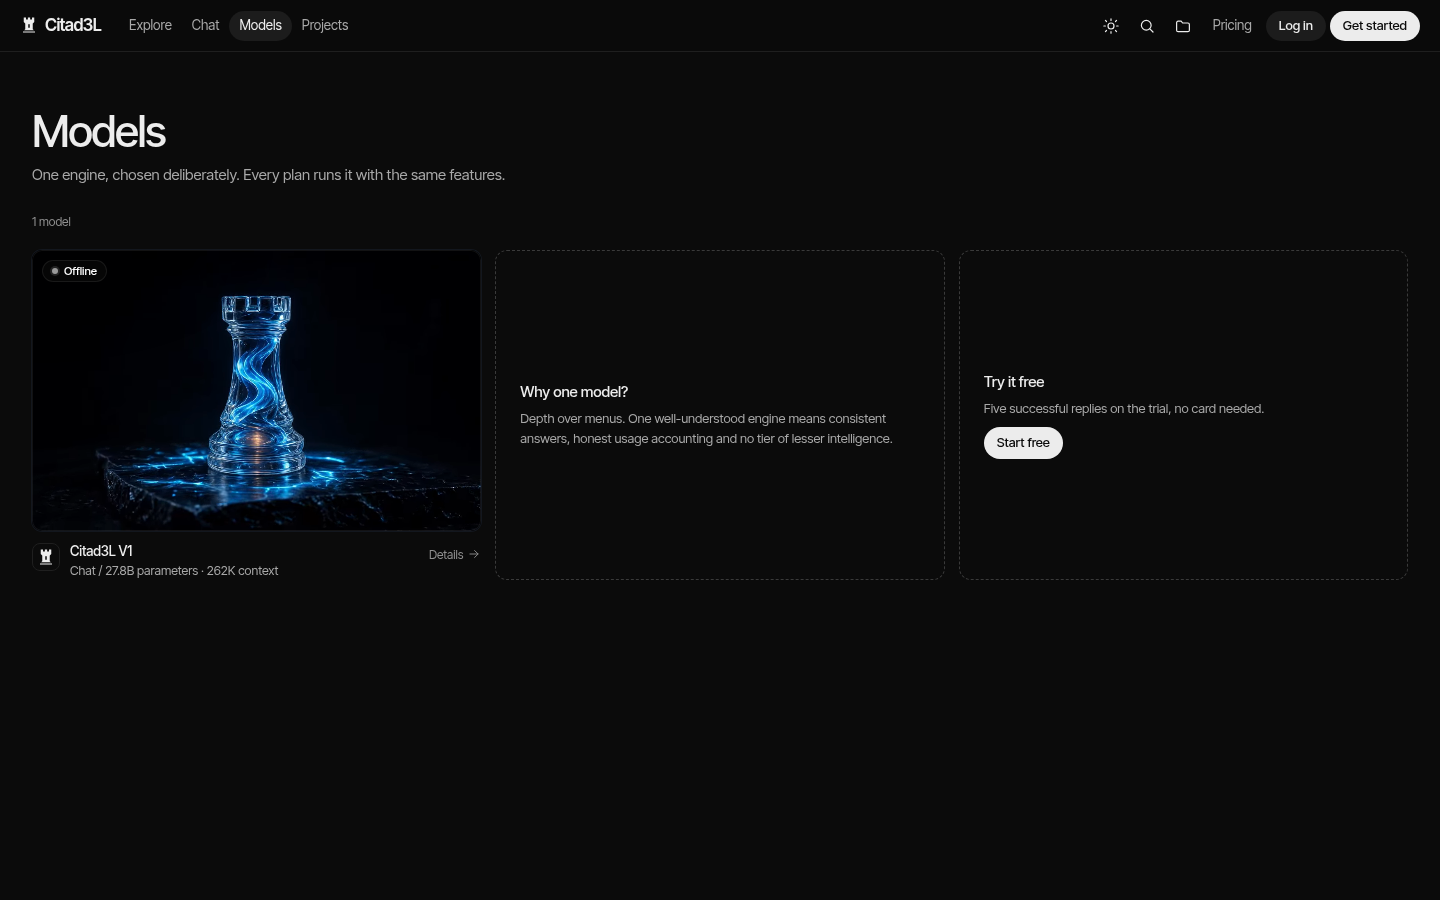 Citad3L
Explore
Chat
Models
Projects
Pricing
Log in
Get started
Models
One engine, chosen deliberately. Every plan runs it with the same features.
1 model
Offline
Citad3L V1
Chat / 27.8B parameters · 262K context
Details →
Why one model?
Depth over menus. One well-understood engine means consistent
answers, honest usage accounting and no tier of lesser intelligence.
Try it free
Five successful replies on the trial, no card needed.
Start free